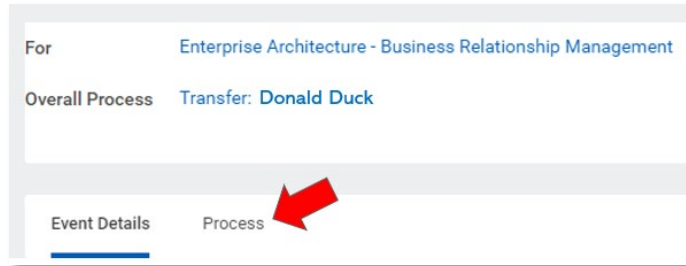 For Enterprise Architecture - Business Relationship Management
Overall Process Transfer: Donald Duck
Event Details Process